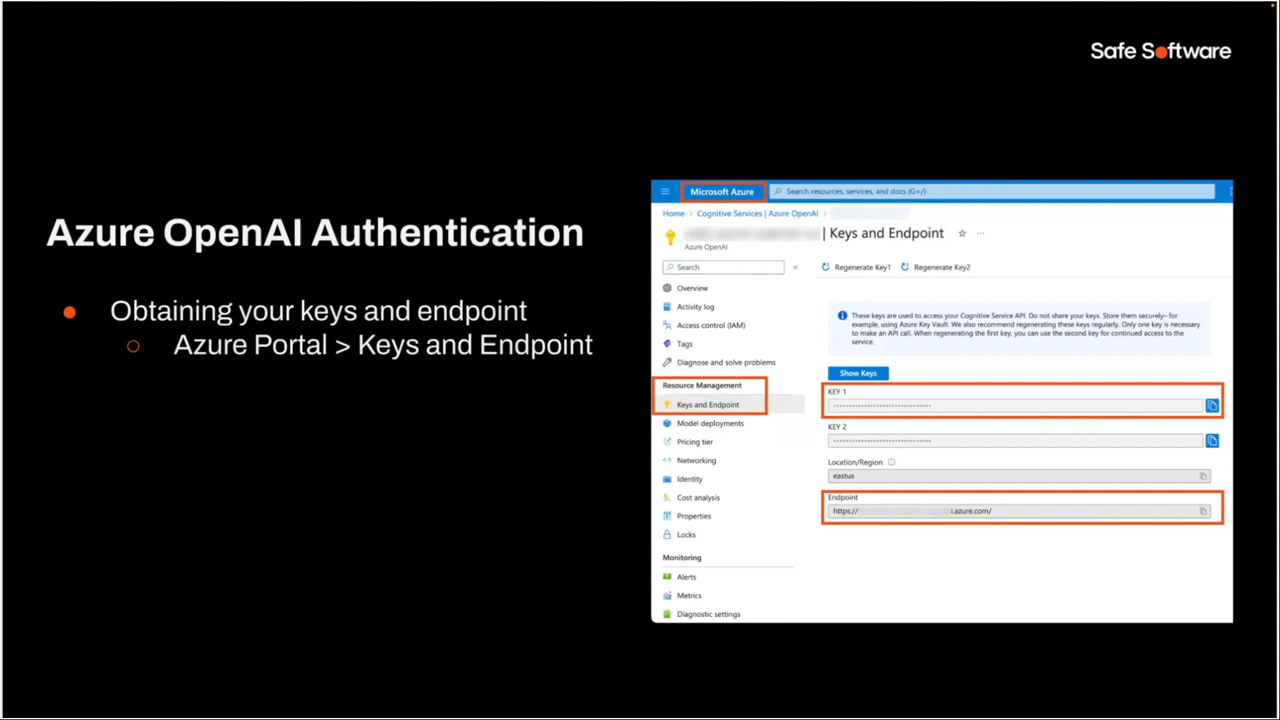 Safe Software
Azure OpenAI Authentication
Obtaining your keys and endpoint
Azure Portal > Keys and Endpoint
Microsoft Azure
Search resources, services, and docs (G+/)
Home > Cognitive Services | Azure OpenAI >
| Keys and Endpoint
Azure OpenAI
Search
Regenerate Key1
Regenerate Key2
Overview
Activity log
Access control (IAM)
Tags
Diagnose and solve problems
Resource Management
Keys and Endpoint
Model deployments
Pricing tier
Networking
Identity
Cost analysis
Properties
Locks
Monitoring
Alerts
Metrics
Diagnostic settings
These keys are used to access your Cognitive Service API. Do not share your keys. Store them securely– for
example, using Azure Key Vault. We also recommend regenerating these keys regularly. Only one key is necessary
to make an API call. When regenerating the first key, you can use the second key for continued access to the
service.
Show Keys
KEY 1
KEY 2
Location/Region
eastus
Endpoint
https:// i.azure.com/